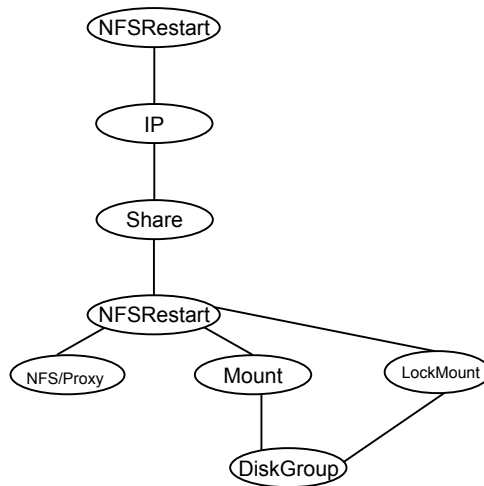 NFSRestart
IP
Share
NFSRestart
NFS/Proxy
Mount
LockMount
DiskGroup